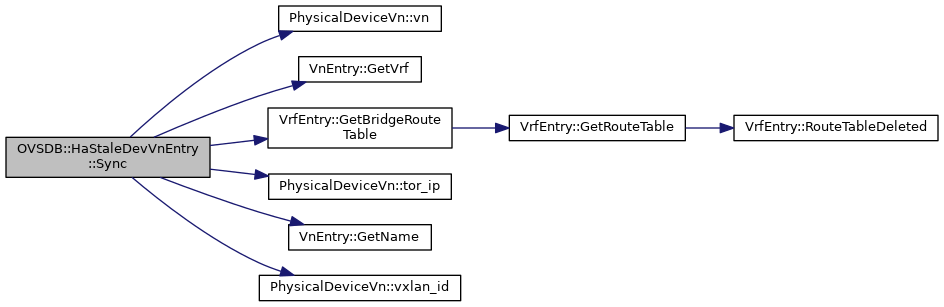 PhysicalDeviceVn::vn
VnEntry::GetVrf
OVSDB::HaStaleDevVnEntry
::Sync
VrfEntry::GetBridgeRoute
Table
VrfEntry::GetRouteTable
VrfEntry::RouteTableDeleted
PhysicalDeviceVn::tor_ip
VnEntry::GetName
PhysicalDeviceVn::vxlan_id